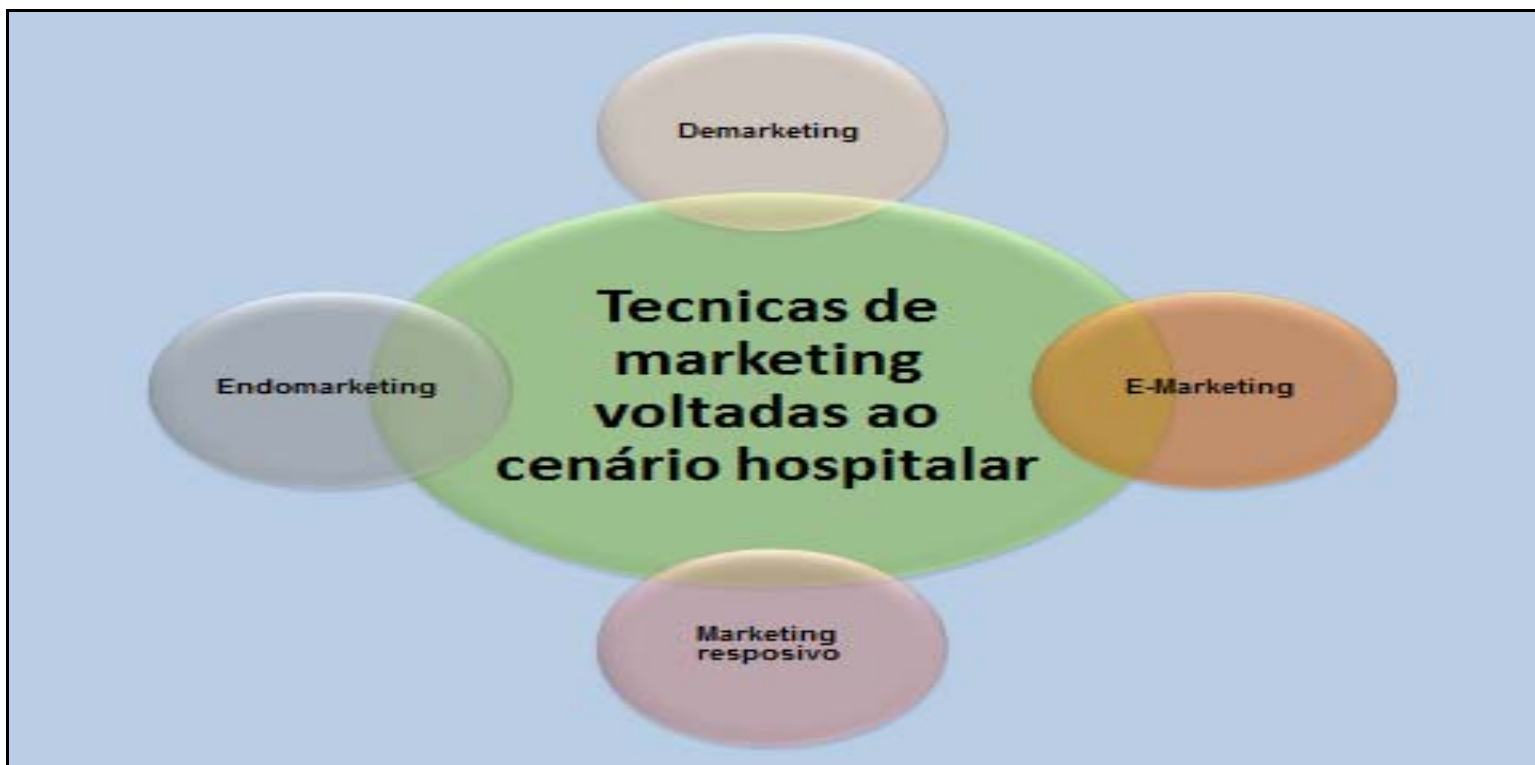 Demarketing
Tecnicas de
marketing
voltadas ao
cenário hospitalar
Endomarketing
E-Marketing
Marketing
resposivo